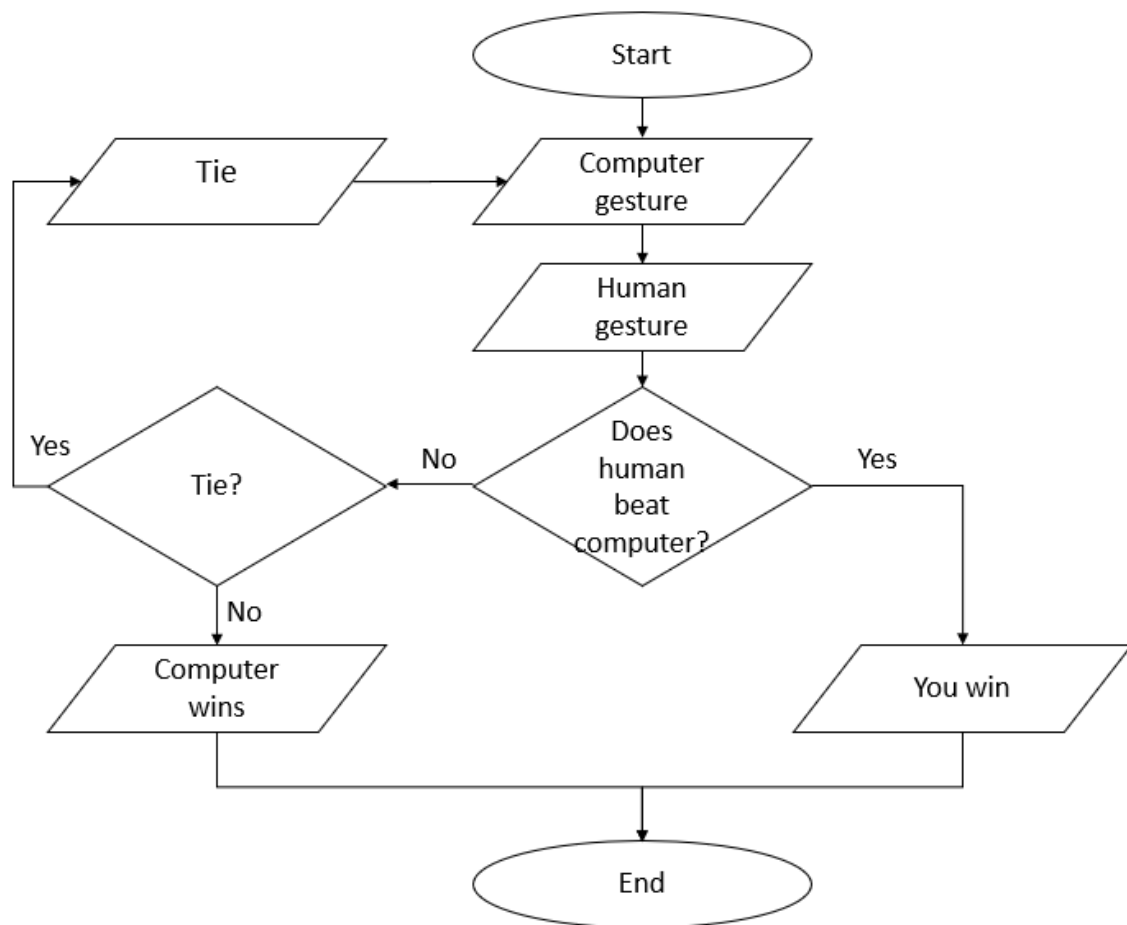 Start
Tie
Computer
gesture
Human
gesture
Does
human
beat
computer?
Yes
No
Tie?
Yes
No
Computer
wins
You win
End